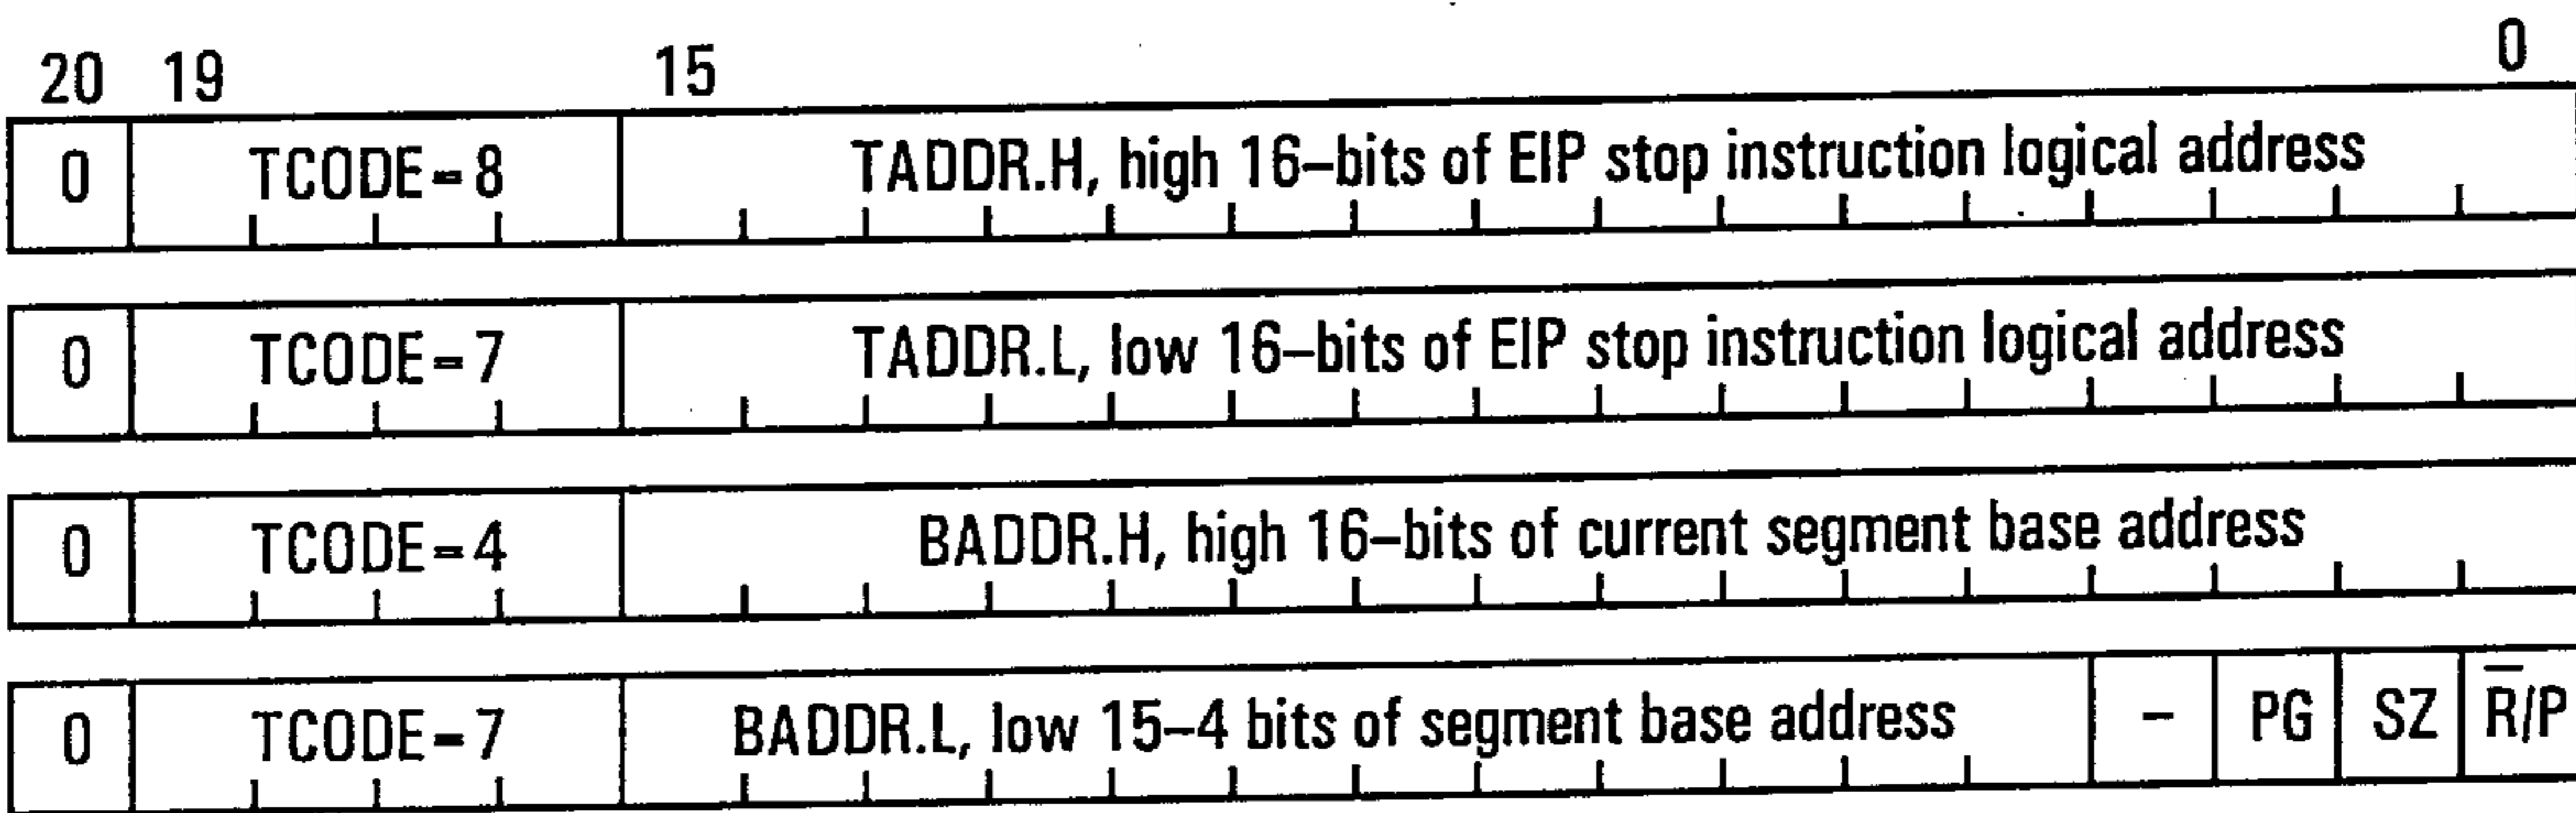 20 19 15 0
0 TCODE=8 TADDR.H, high 16-bits of EIP stop instruction logical address
0 TCODE=7 TADDR.L, low 16-bits of EIP stop instruction logical address
0 TCODE=4 BADDR.H, high 16-bits of current segment base address
0 TCODE=7 BADDR.L, low 15-4 bits of segment base address - PG SZ R̅/P